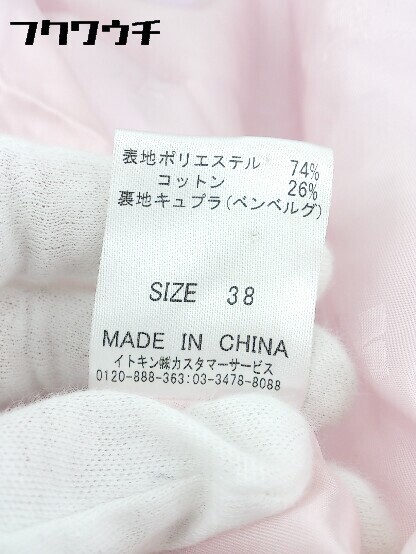 フクワウチ
表地ポリエステル 74%
コットン 26%
裏地キュプラ(ベンベルグ)
SIZE 38
MADE IN CHINA
イトキン㈱カスタマーサービス
0120-888-363:03-3478-8088